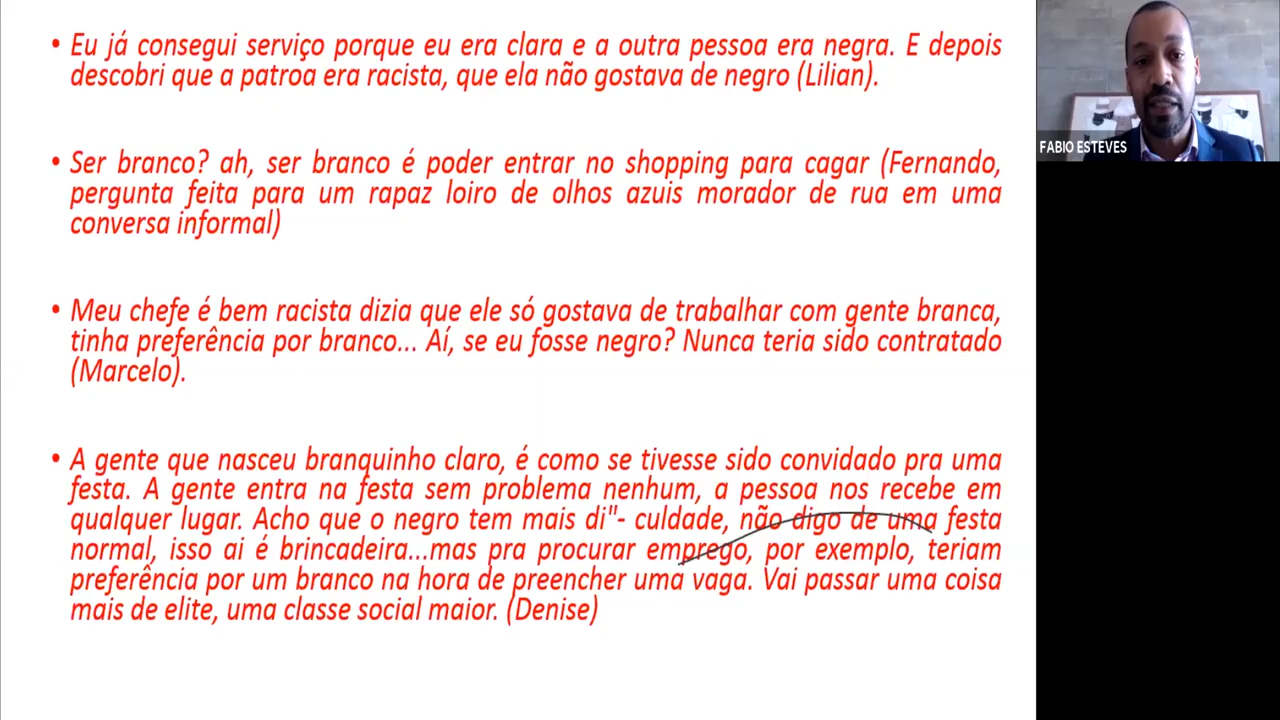 • Eu já consegui serviço porque eu era clara e a outra pessoa era negra. E depois
descobri que a patroa era racista, que ela não gostava de negro (Lilian).
• Ser branco? ah, ser branco é poder entrar no shopping para cagar (Fernando,
pergunta feita para um rapaz loiro de olhos azuis morador de rua em uma
conversa informal)
• Meu chefe é bem racista dizia que ele só gostava de trabalhar com gente branca,
tinha preferência por branco... Aí, se eu fosse negro? Nunca teria sido contratado
(Marcelo).
• A gente que nasceu branquinho claro, é como se tivesse sido convidado pra uma
festa. A gente entra na festa sem problema nenhum, a pessoa nos recebe em
qualquer lugar. Acho que o negro tem mais di"- culdade, não digo de uma festa
normal, isso ai é brincadeira...mas pra procurar emprego, por exemplo, teriam
preferência por um branco na hora de preencher uma vaga. Vai passar uma coisa
mais de elite, uma classe social maior. (Denise)
FABIO ESTEVES